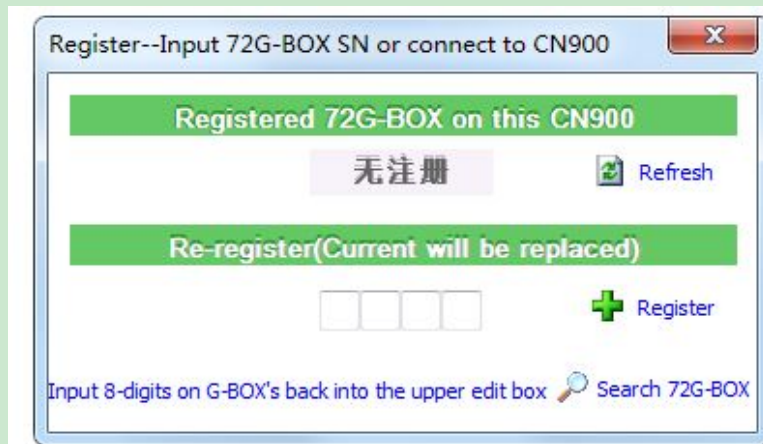 Register--Input 72G-BOX SN or connect to CN900
Registered 72G-BOX on this CN900
无注册 Refresh
Re-register(Current will be replaced)
Register
Input 8-digits on G-BOX's back into the upper edit box Search 72G-BOX